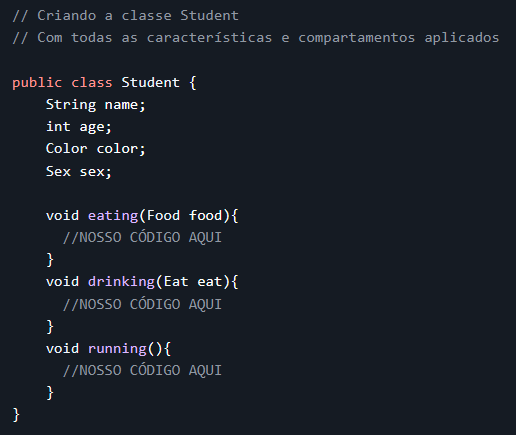 // Criando a classe Student
// Com todas as características e compartamentos aplicados
public class Student {
String name;
int age;
Color color;
Sex sex;
void eating(Food food){
//NOSSO CÓDIGO AQUI
}
void drinking(Eat eat){
//NOSSO CÓDIGO AQUI
}
void running(){
//NOSSO CÓDIGO AQUI
}
}